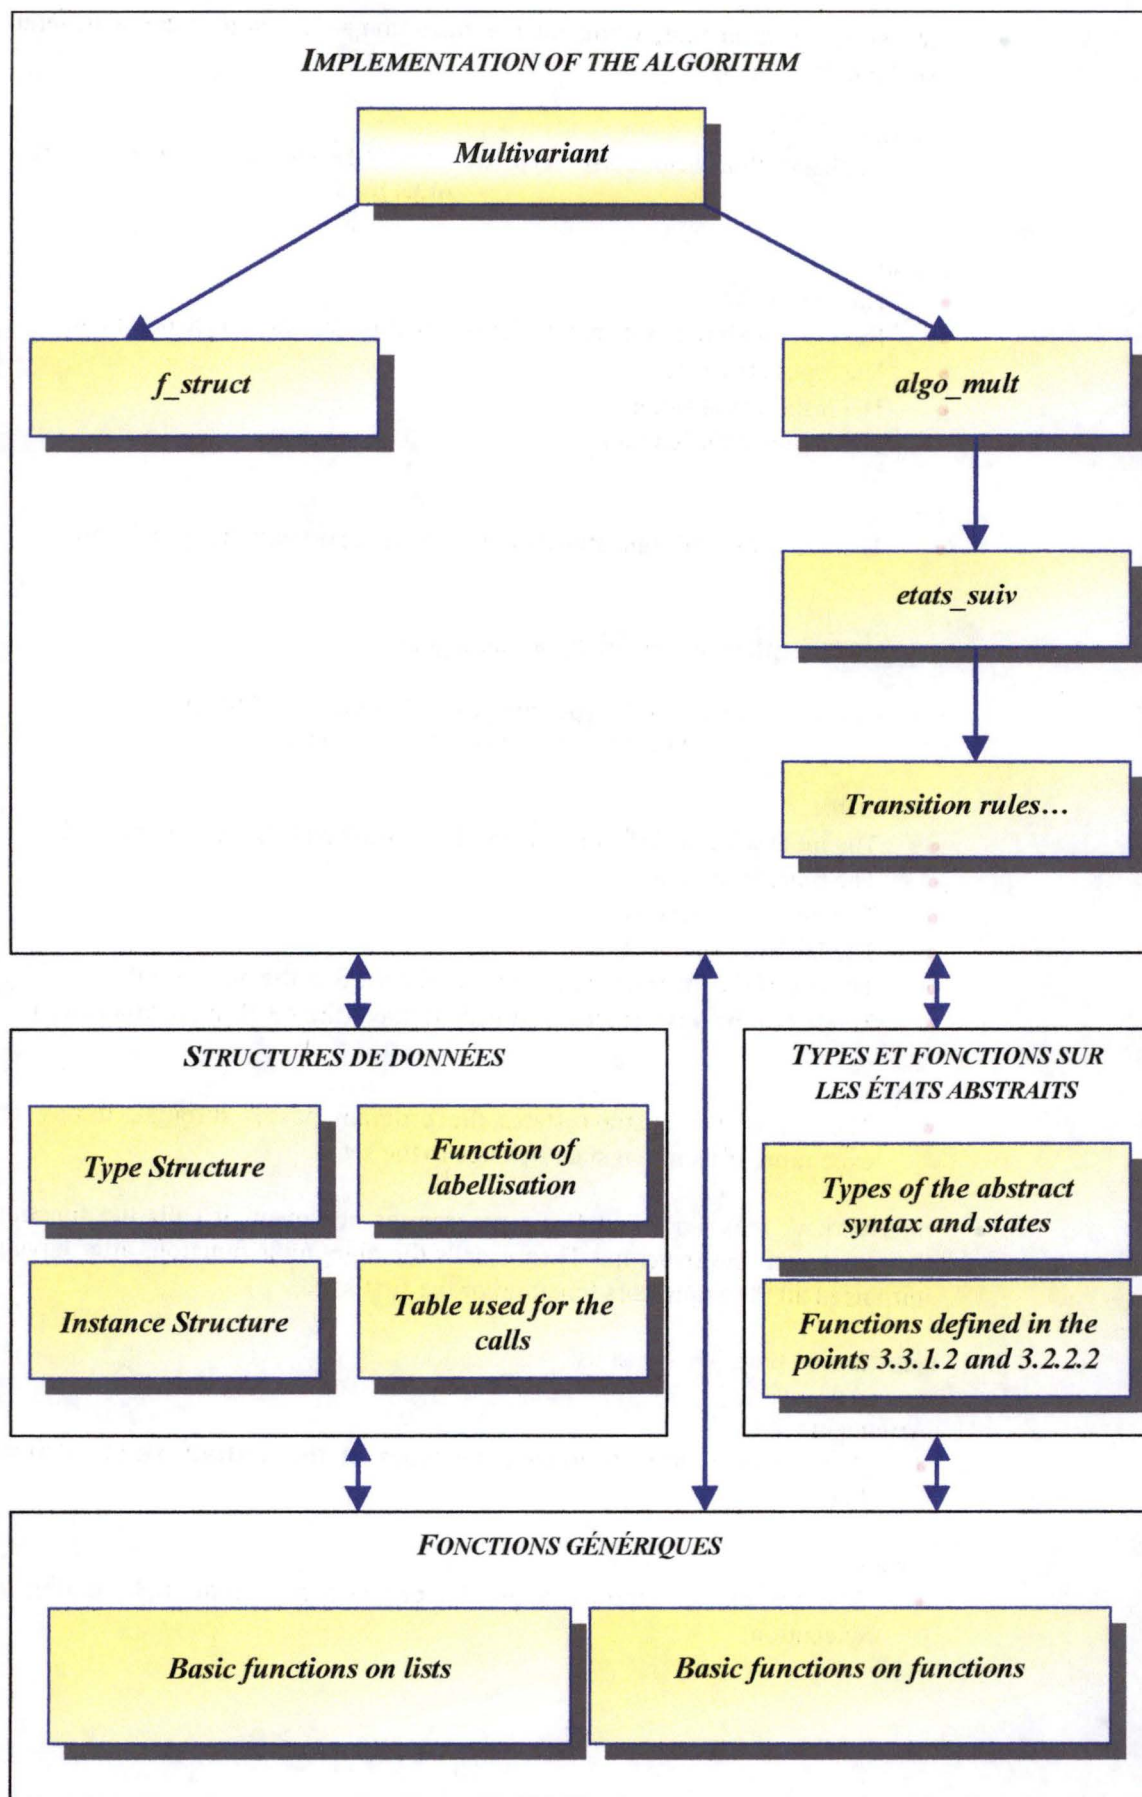 IMPLEMENTATION OF THE ALGORITHM
Multivariant
f_struct
algo_mult
etats_suiv
Transition rules…
STRUCTURES DE DONNÉES
Type Structure
Function of
labellisation
Instance Structure
Table used for the
calls
TYPES ET FONCTIONS SUR
LES ÉTATS ABSTRAITS
Types of the abstract
syntax and states
Functions defined in the
points 3.3.1.2 and 3.2.2.2
FONCTIONS GÉNÉRIQUES
Basic functions on lists
Basic functions on functions